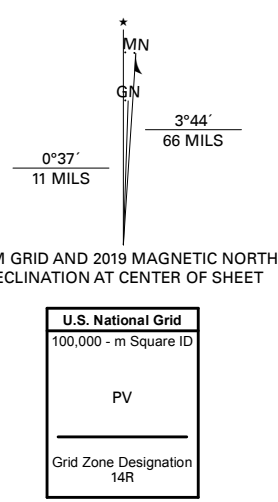 ★
MN
GN
3°44´
66 MILS
0°37´
11 MILS
M GRID AND 2019 MAGNETIC NORTH
ECLINATION AT CENTER OF SHEET
U.S. National Grid
100,000 - m Square ID
PV
Grid Zone Designation
14R